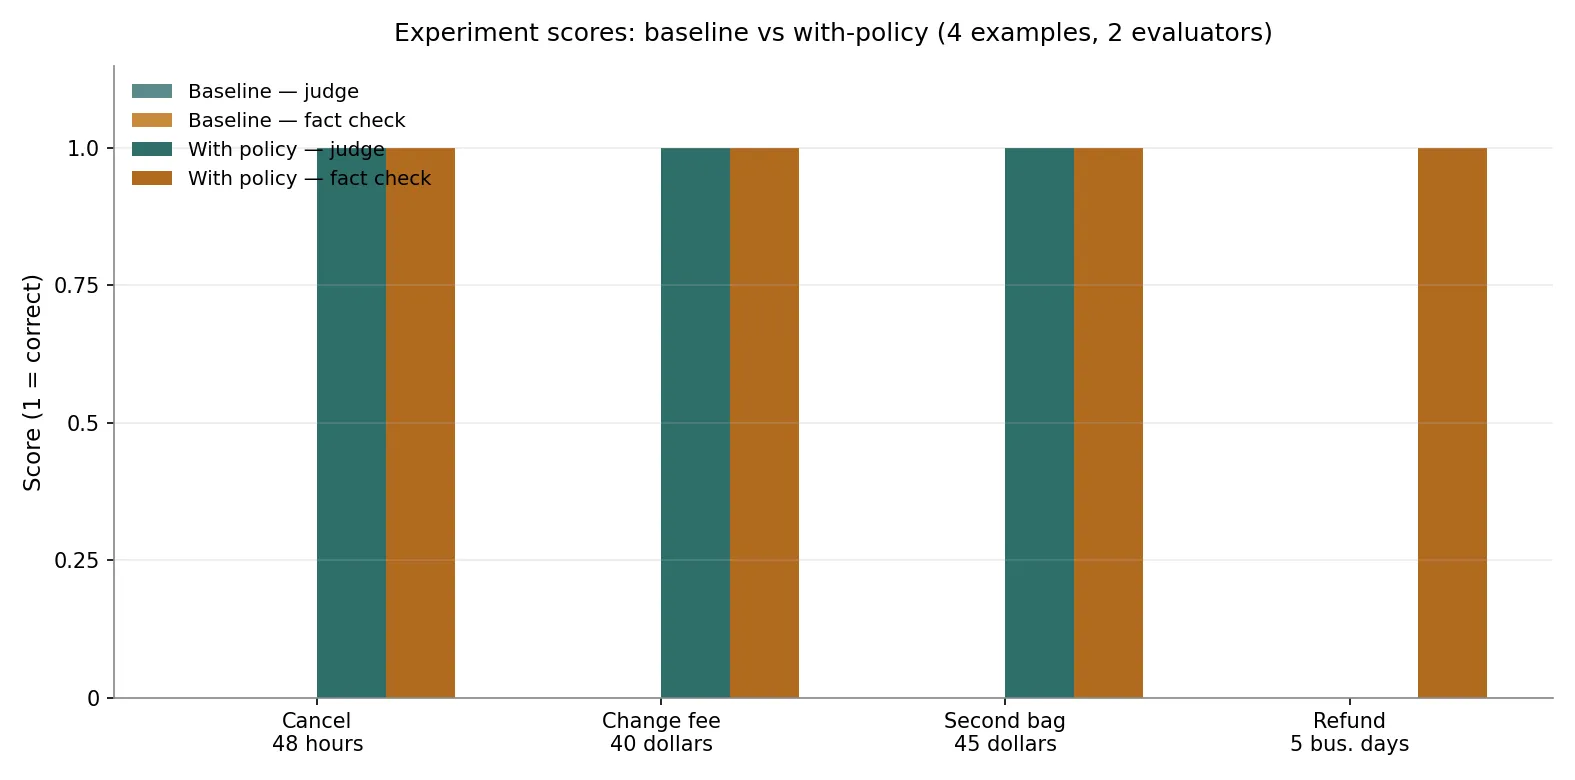 Experiment scores: baseline vs with-policy (4 examples, 2 evaluators)
Baseline — judge
Baseline — fact check
With policy — judge
With policy — fact check
Score (1 = correct)
1.0
0.75
0.5
0.25
0
Cancel
48 hours
Change fee
40 dollars
Second bag
45 dollars
Refund
5 bus. days